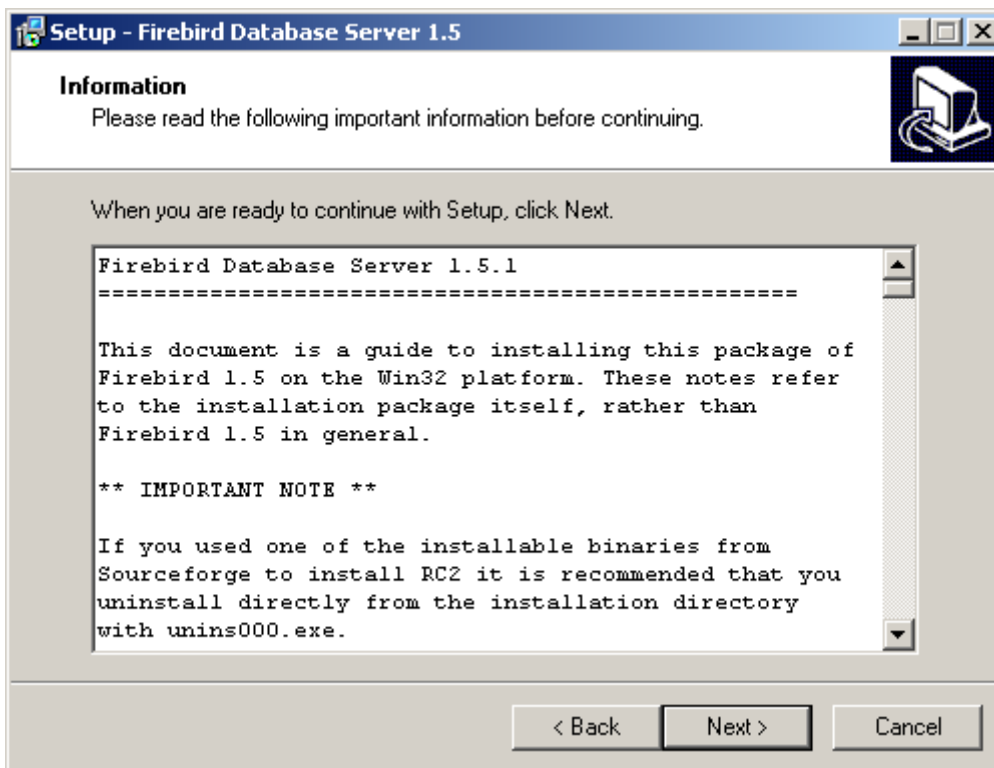 Setup - Firebird Database Server 1.5
Information
Please read the following important information before continuing.
When you are ready to continue with Setup, click Next.
Firebird Database Server 1.5.1
==================================================
This document is a guide to installing this package of
Firebird 1.5 on the Win32 platform. These notes refer
to the installation package itself, rather than
Firebird 1.5 in general.
** IMPORTANT NOTE **
If you used one of the installable binaries from
Sourceforge to install RC2 it is recommended that you
uninstall directly from the installation directory
with unins000.exe.
< Back Next > Cancel